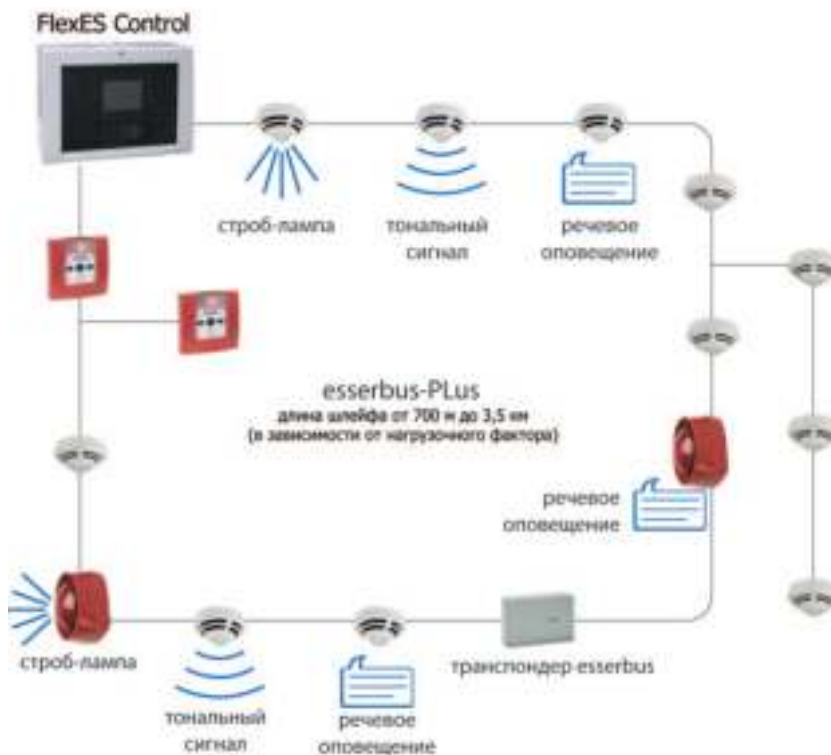 FlexES Control
строб-лампа
тональный
сигнал
речевое
оповещение
esserbus-PLus
длина шлейфа от 700 м до 3,5 км
(в зависимости от нагрузочного фактора)
речевое
оповещение
строб-лампа
транспондер esserbus
тональный
сигнал
речевое
оповещение